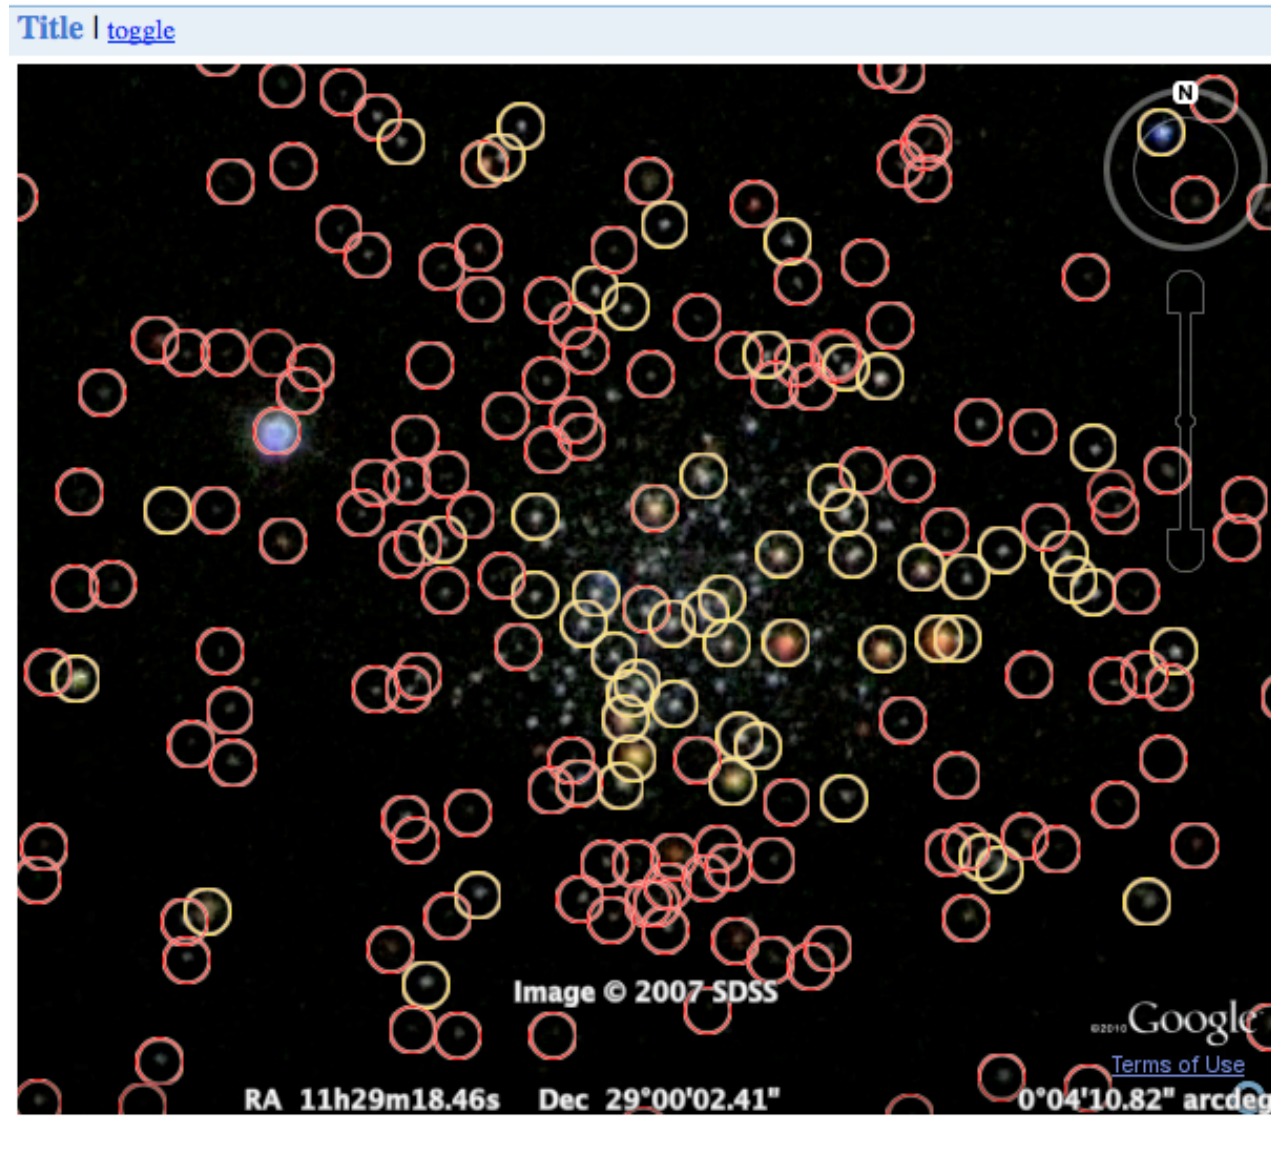 Title | toggle
N
Image © 2007 SDSS
©2010 Google
Terms of Use
RA 11h29m18.46s Dec 29°00'02.41" 0°04'10.82" arcdeg